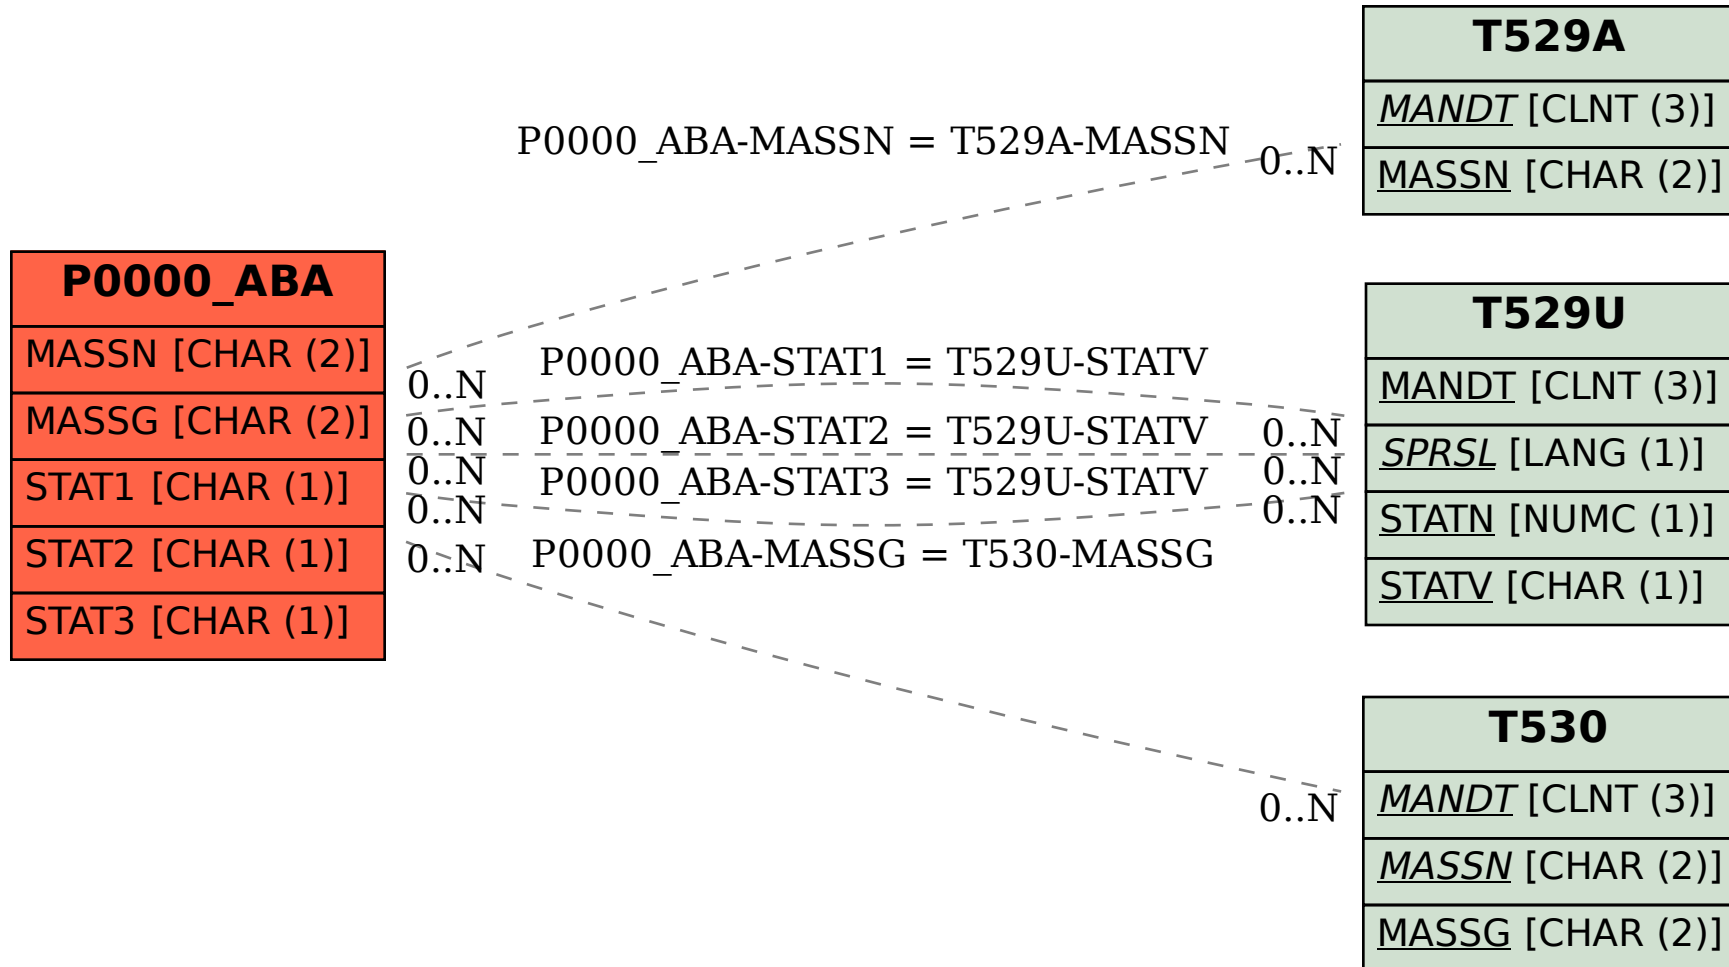 P0000_ABA
MASSN [CHAR (2)]
MASSG [CHAR (2)]
STAT1 [CHAR (1)]
STAT2 [CHAR (1)]
STAT3 [CHAR (1)]
P0000_ABA-MASSN = T529A-MASSN
0..N
0..N
P0000_ABA-STAT1 = T529U-STATV
0..N
P0000_ABA-STAT2 = T529U-STATV
0..N
0..N
P0000_ABA-STAT3 = T529U-STATV
0..N
0..N
0..N
0..N
P0000_ABA-MASSG = T530-MASSG
0..N
T529A
MANDT [CLNT (3)]
MASSN [CHAR (2)]
T529U
MANDT [CLNT (3)]
SPRSL [LANG (1)]
STATN [NUMC (1)]
STATV [CHAR (1)]
T530
MANDT [CLNT (3)]
MASSN [CHAR (2)]
MASSG [CHAR (2)]